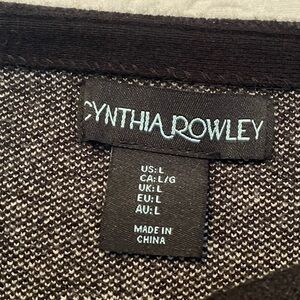 CYNTHIA ROWLEY
US: L
CA: L/G
UK: L
EU: L
AU: L
MADE IN
CHINA